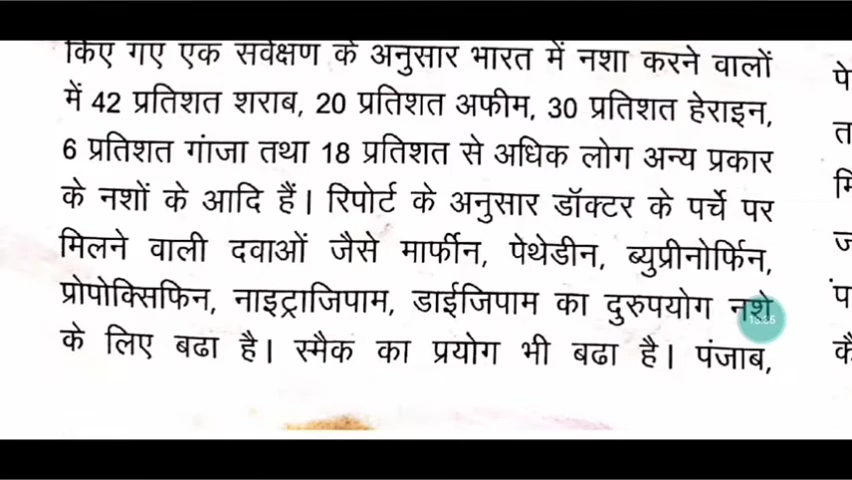 किए गए एक सर्वेक्षण के अनुसार भारत में नशा करने वालों
में 42 प्रतिशत शराब, 20 प्रतिशत अफीम, 30 प्रतिशत हेराइन,
6 प्रतिशत गांजा तथा 18 प्रतिशत से अधिक लोग अन्य प्रकार
के नशों के आदि हैं। रिपोर्ट के अनुसार डॉक्टर के पर्चे पर
मिलने वाली दवाओं जैसे मार्फीन, पेथेडीन, ब्युप्रीनोर्फिन,
प्रोपोक्सिफिन, नाइट्राजिपाम, डाईजिपाम का दुरुपयोग नशे
के लिए बढा है। स्मैक का प्रयोग भी बढा है। पंजाब,